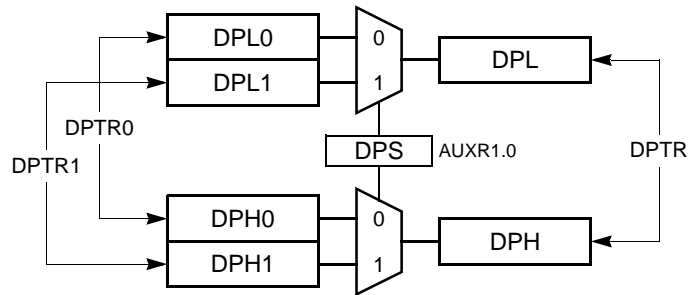 DPL0
0
DPL
DPL1
1
DPTR0
DPS
AUXR1.0
DPTR
DPTR1
DPH0
0
DPH
DPH1
1